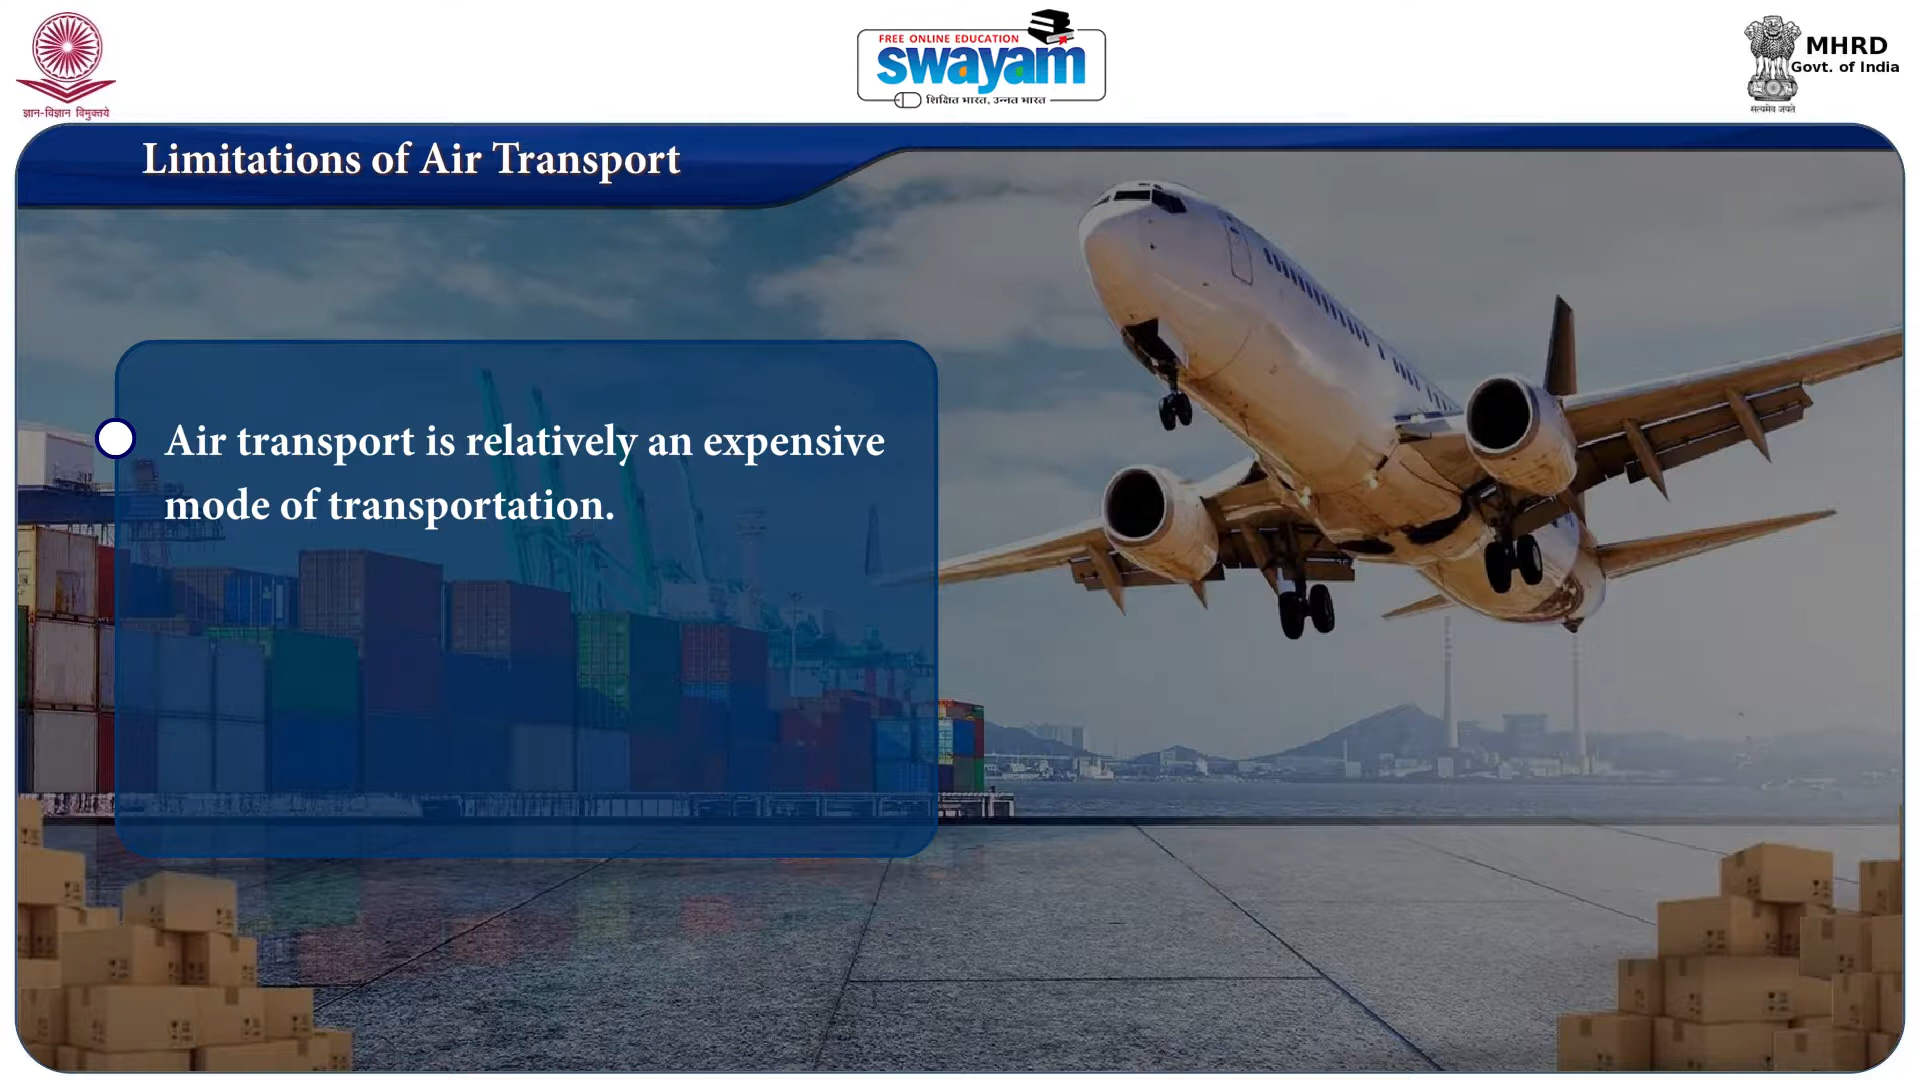 ज्ञान-विज्ञान विमुक्तये
FREE ONLINE EDUCATION
swayam
शिक्षित भारत, उन्नत भारत
MHRD
Govt. of India
सत्यमेव जयते
Limitations of Air Transport
Air transport is relatively an expensive
mode of transportation.